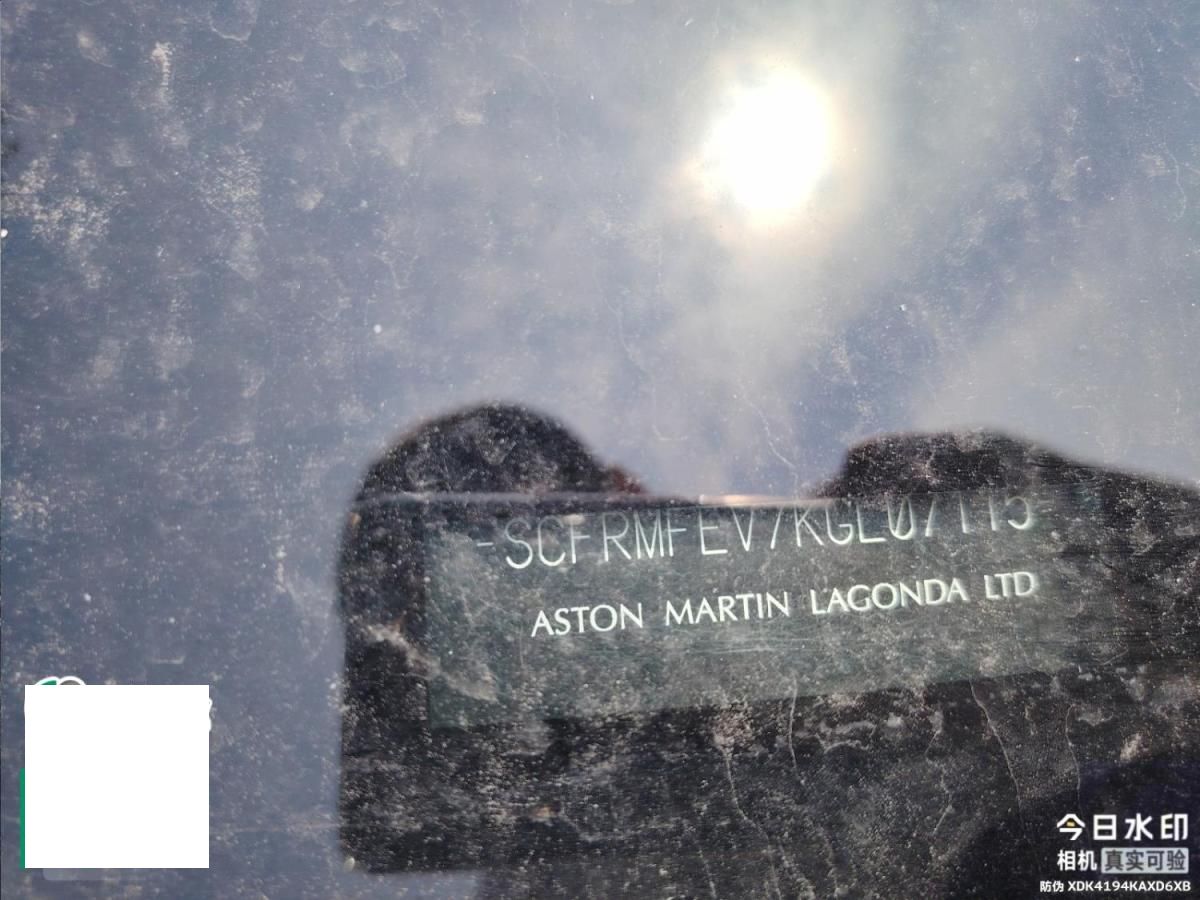 -SCFRMFEV7KGL07115-
ASTON MARTIN LAGONDA LTD
今日水印
相机 真实可验
防伪 XDK4194KAXD6XB